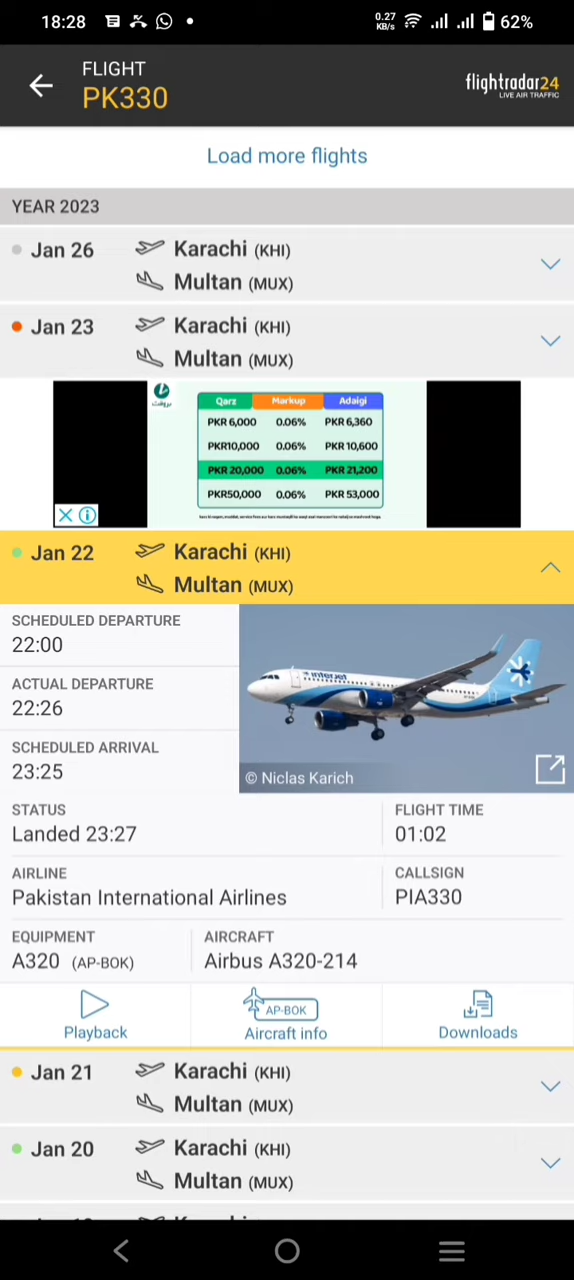 18:28
0.27
KB/s
62%
FLIGHT
PK330
flightradar24
LIVE AIR TRAFFIC
Load more flights
YEAR 2023
Jan 26 Karachi (KHI)
Multan (MUX)
Jan 23 Karachi (KHI)
Multan (MUX)
Qarz Markup Adaigi
PKR 6,000 0.06% PKR 6,360
PKR10,000 0.06% PKR 10,600
PKR 20,000 0.06% PKR 21,200
PKR50,000 0.06% PKR 53,000
Jan 22 Karachi (KHI)
Multan (MUX)
SCHEDULED DEPARTURE
22:00
ACTUAL DEPARTURE
22:26
SCHEDULED ARRIVAL
23:25
interjet
© Niclas Karich
STATUS FLIGHT TIME
Landed 23:27 01:02
AIRLINE CALLSIGN
Pakistan International Airlines PIA330
EQUIPMENT AIRCRAFT
A320 (AP-BOK) Airbus A320-214
AP-BOK
Playback Aircraft info Downloads
Jan 21 Karachi (KHI)
Multan (MUX)
Jan 20 Karachi (KHI)
Multan (MUX)